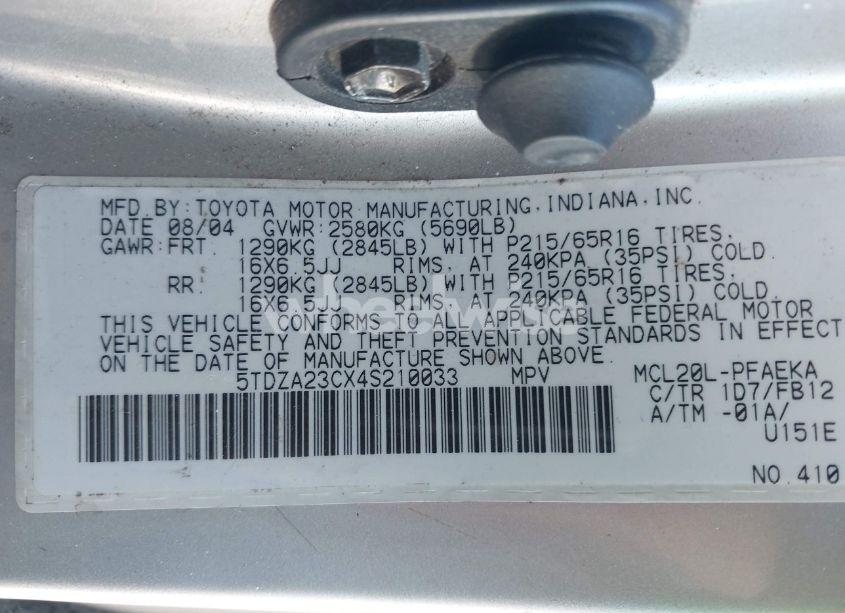 MFD.BY:TOYOTA MOTOR MANUFACTURING,INDIANA,INC.
DATE 08/04 GVWR:2580KG (5690LB)
GAWR:FRT. 1290KG (2845LB) WITH P215/65R16 TIRES,
16X6.5JJ RIMS, AT 240KPA (35PSI) COLD.
RR. 1290KG (2845LB) WITH P215/65R16 TIRES,
16X6.5JJ RIMS, AT 240KPA (35PSI) COLD.
wheelwise
THIS VEHICLE CONFORMS TO ALL APPLICABLE FEDERAL MOTOR
VEHICLE SAFETY AND THEFT PREVENTION STANDARDS IN EFFECT
ON THE DATE OF MANUFACTURE SHOWN ABOVE.
5TDZA23CX4S210033 MPV MCL20L-PFAEKA
C/TR 1D7/FB12
A/TM -01A/
U151E
NO.410